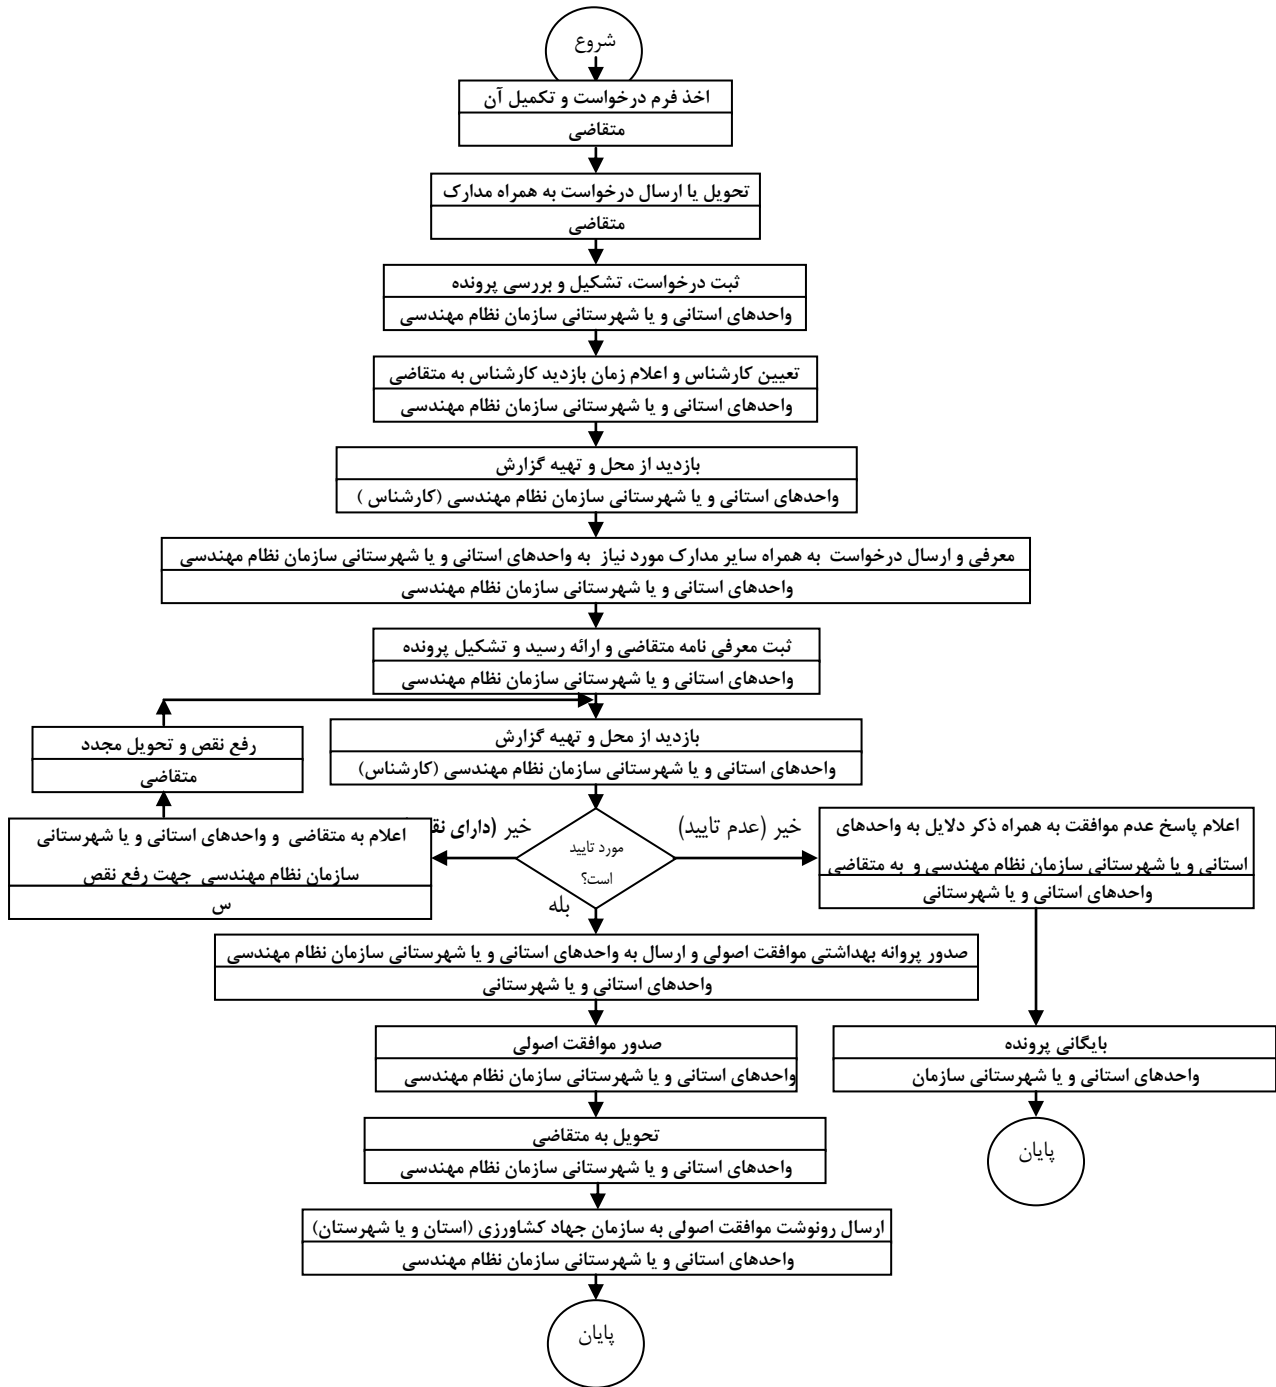 شروع
اخذ فرم درخواست و تکمیل آن
متقاضی
تحویل یا ارسال درخواست به همراه مدارک
متقاضی
ثبت درخواست، تشکیل و بررسی پرونده
واحدهای استانی و یا شهرستانی سازمان نظام مهندسی
تعیین کارشناس و اعلام زمان بازدید کارشناس به متقاضی
واحدهای استانی و یا شهرستانی سازمان نظام مهندسی
بازدید از محل و تهیه گزارش
واحدهای استانی و یا شهرستانی سازمان نظام مهندسی (کارشناس )
معرفی و ارسال درخواست به همراه سایر مدارک مورد نیاز به واحدهای استانی و یا شهرستانی سازمان نظام مهندسی
واحدهای استانی و یا شهرستانی سازمان نظام مهندسی
ثبت معرفی نامه متقاضی و ارائه رسید و تشکیل پرونده
واحدهای استانی و یا شهرستانی سازمان نظام مهندسی
بازدید از محل و تهیه گزارش
واحدهای استانی و یا شهرستانی سازمان نظام مهندسی (کارشناس)
رفع نقص و تحویل مجدد
متقاضی
مورد تایید
است؟
خیر (عدم تایید)
خیر (دارای
بله
اعلام پاسخ عدم موافقت به همراه ذکر دلایل به واحدهای
استانی و یا شهرستانی سازمان نظام مهندسی و به متقاضی
واحدهای استانی و یا شهرستانی
اعلام به متقاضی و واحدهای استانی و یا شهرستانی
سازمان نظام مهندسی جهت رفع نقص
س
صدور پروانه بهداشتی موافقت اصولی و ارسال به واحدهای استانی و یا شهرستانی سازمان نظام مهندسی
واحدهای استانی و یا شهرستانی
صدور موافقت اصولی
واحدهای استانی و یا شهرستانی سازمان نظام مهندسی
بایگانی پرونده
واحدهای استانی و یا شهرستانی سازمان
پایان
تحویل به متقاضی
واحدهای استانی و یا شهرستانی سازمان نظام مهندسی
ارسال رونوشت موافقت اصولی به سازمان جهاد کشاورزی (استان و یا شهرستان)
واحدهای استانی و یا شهرستانی سازمان نظام مهندسی
پایان